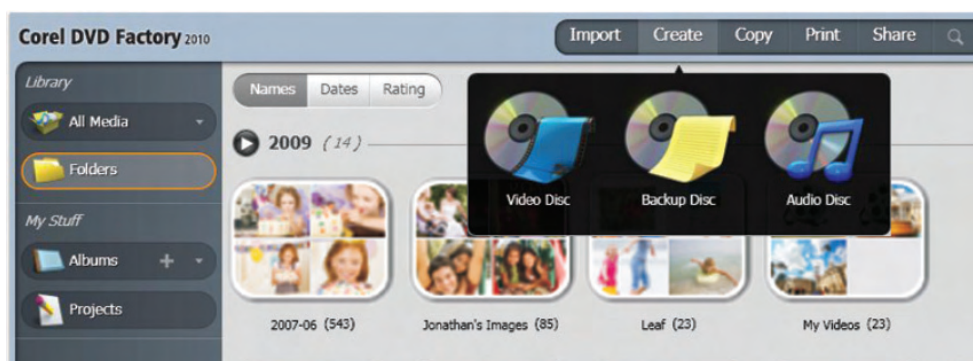 Corel DVD Factory 2010
Import Create Copy Print Share
Library
All Media
Folders
My Stuff
Albums
Projects
Names Dates Rating
2009 (14)
Video Disc Backup Disc Audio Disc
2007-06 (543) Jonathan's Images (85) Leaf (23) My Videos (23)